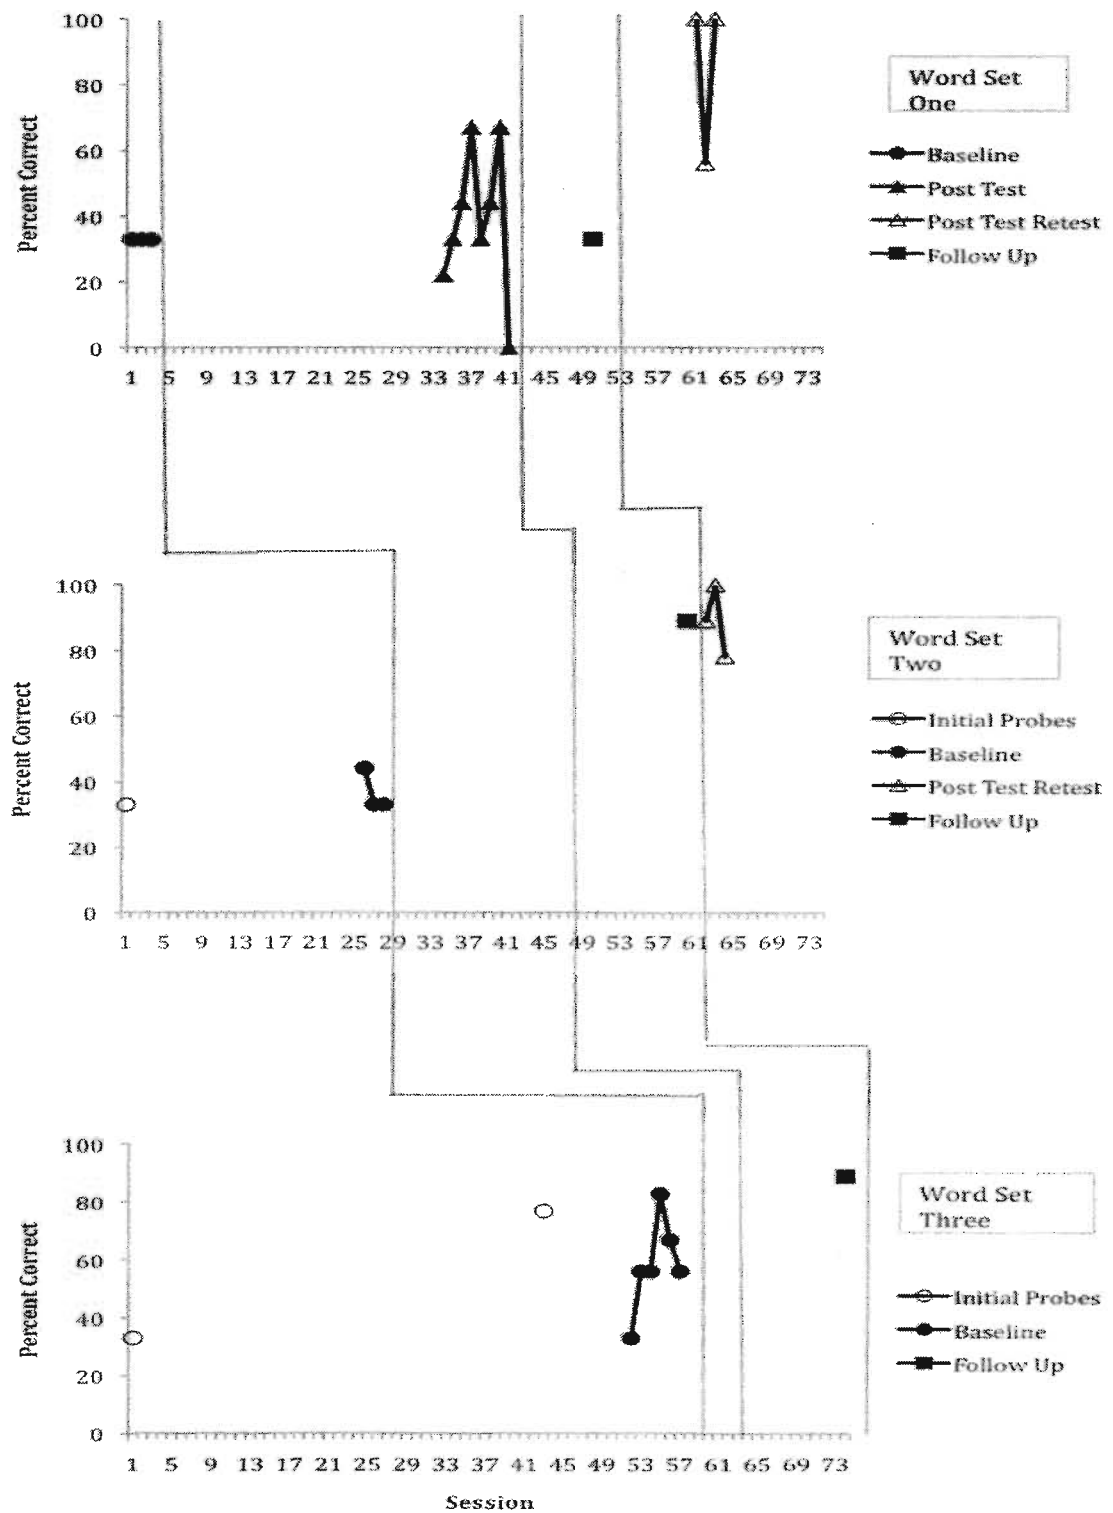 100
80
60
40
20
0
Percent Correct
1 5 9 13 17 21 25 29 33 37 41 45 49 53 57 61 65 69 73
Word Set
One
Baseline
Post Test
Post Test Retest
Follow Up
100
80
60
40
20
0
Percent Correct
1 5 9 13 17 21 25 29 33 37 41 45 49 53 57 61 65 69 73
Word Set
Two
Initial Probes
Baseline
Post Test Retest
Follow Up
100
80
60
40
20
0
Percent Correct
1 5 9 13 17 21 25 29 33 37 41 45 49 53 57 61 65 69 73
Session
Word Set
Three
Initial Probes
Baseline
Follow Up